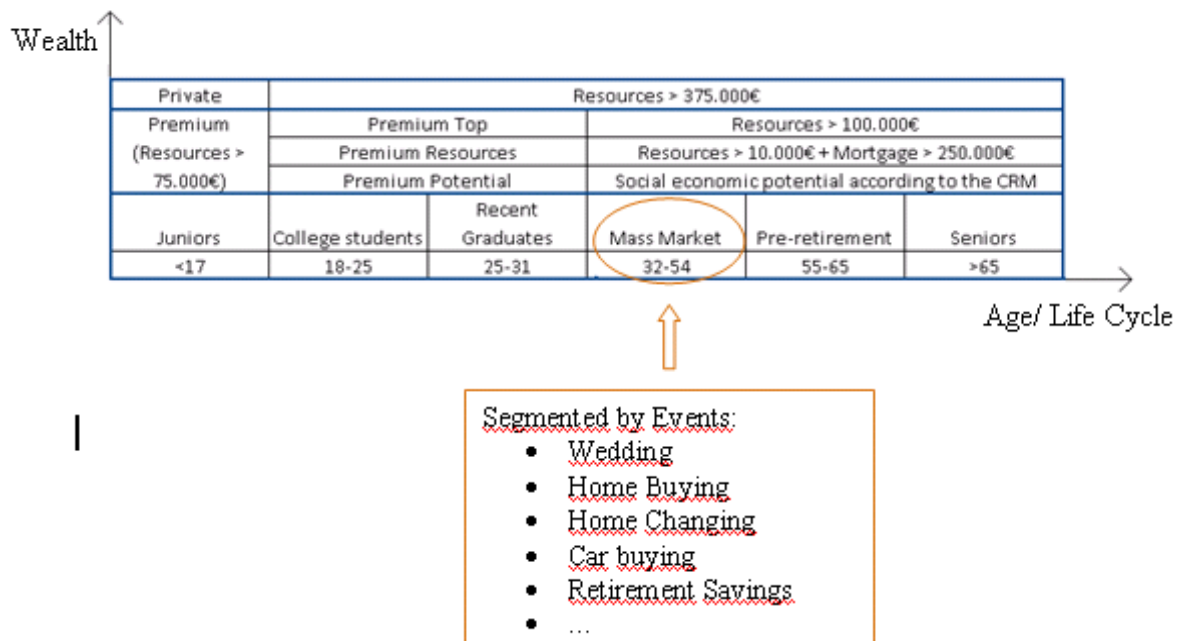 Wealth
Private Resources > 375.000€
Premium Premium Top Resources > 100.000€
(Resources > Premium Resources Resources > 10.000€ + Mortgage > 250.000€
75.000€) Premium Potential Social economic potential according to the CRM
Recent
Juniors College students Graduates Mass Market Pre-retirement Seniors
<17 18-25 25-31 32-54 55-65 >65
Age/ Life Cycle
Segmented by Events:
• Wedding
• Home Buying
• Home Changing
• Car buying
• Retirement Savings
• ...